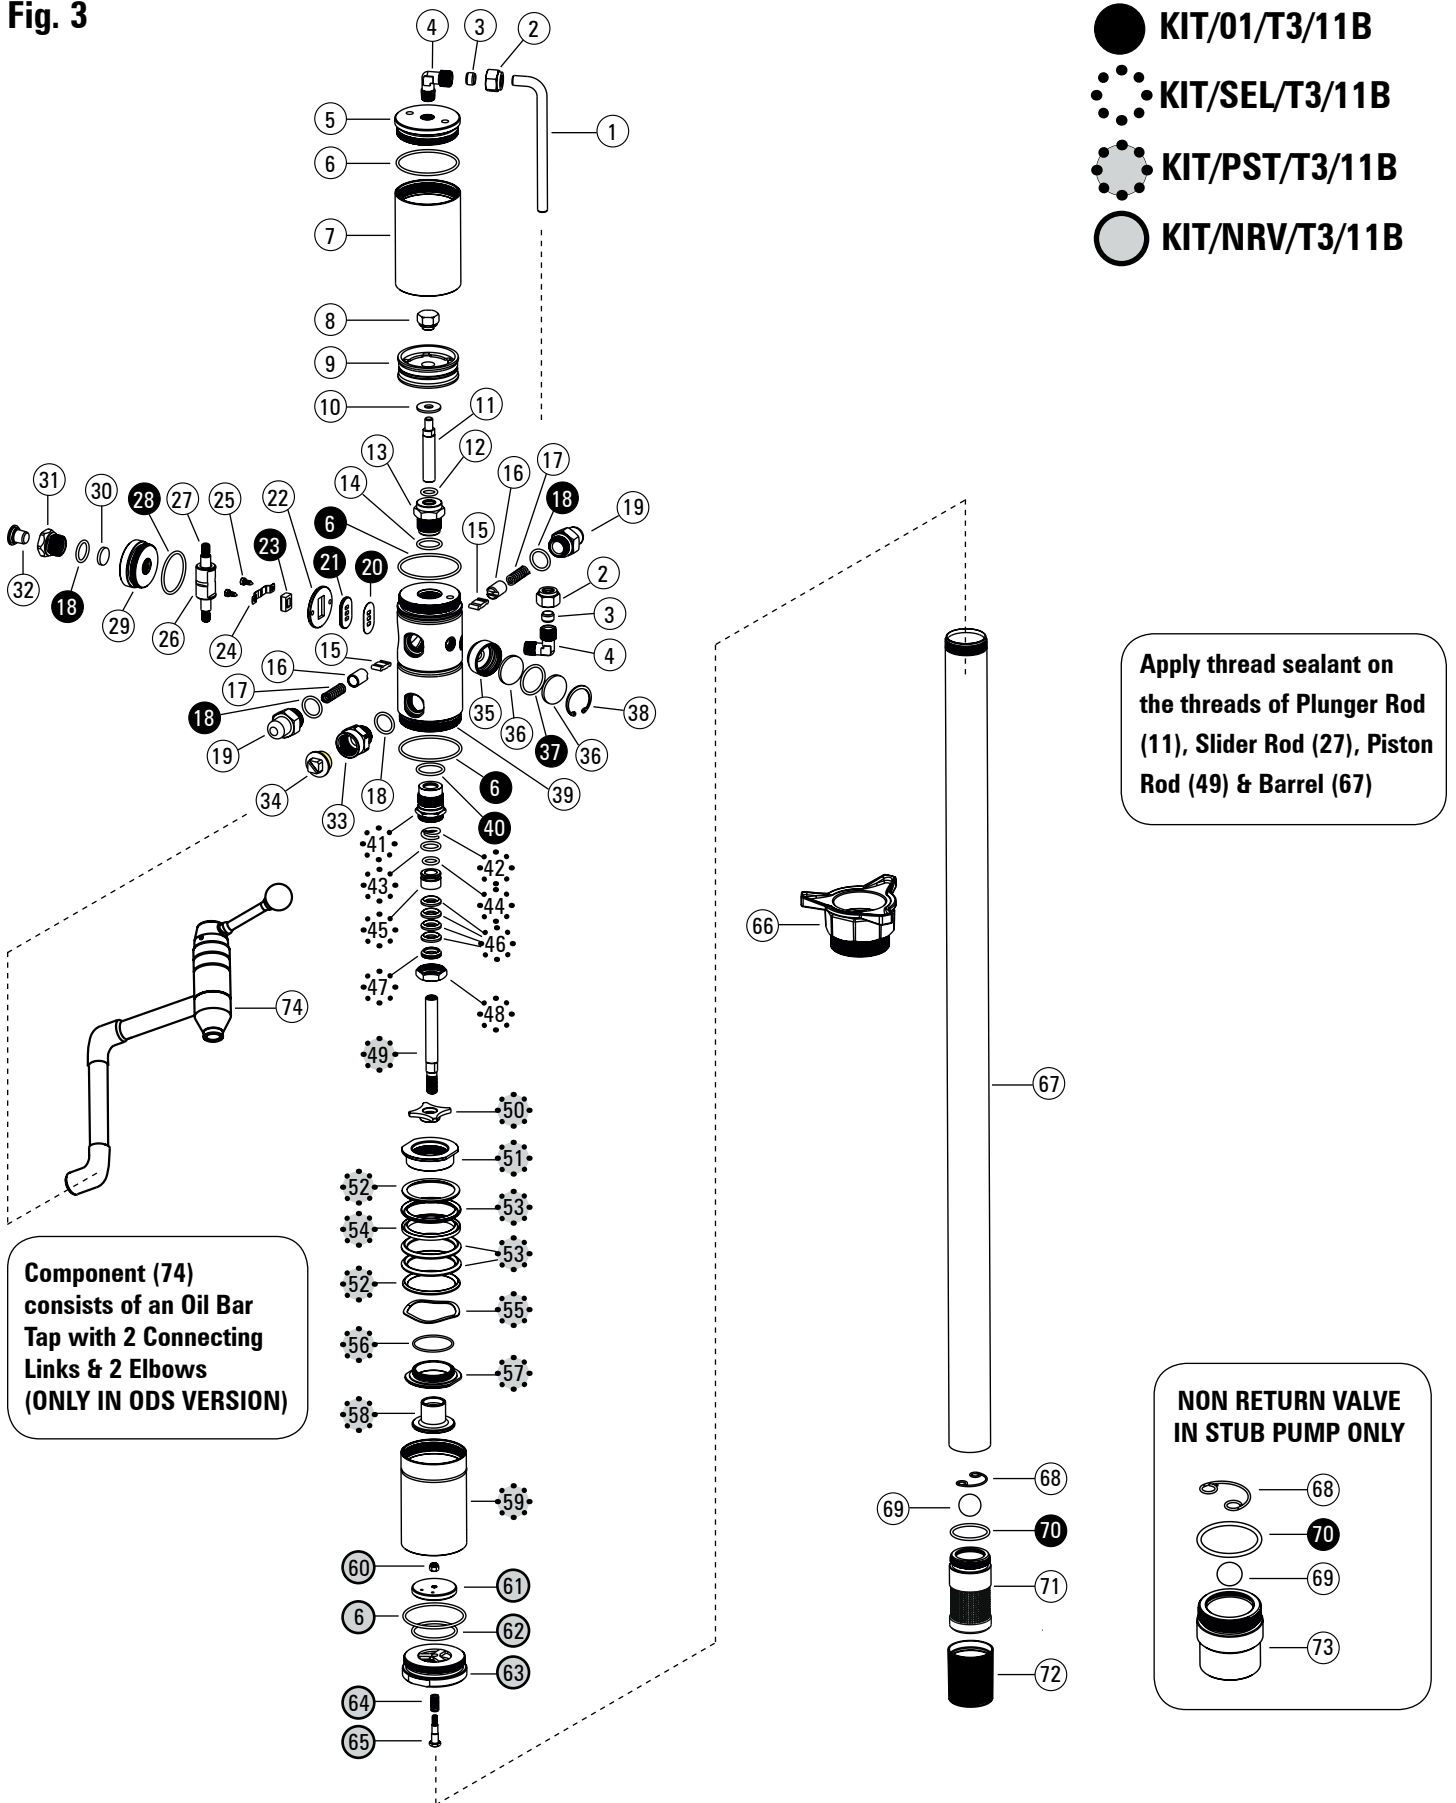 Fig. 3
KIT/01/T3/11B
KIT/SEL/T3/11B
KIT/PST/T3/11B
KIT/NRV/T3/11B
4 3 2
5
1
6
7
8
9
10 11
13 12
14 16 17
31 30 28 27 25 22 6 15 18 19
23 21 20
2
32 18 29 26 24
3
15
4
16
17
18
35 36 37 36 38
19
34 33 18
6 39
40
41
42
43
44
45
46
47
48
49
50
51
52
53
54
53
52
55
56
57
58
59
60
61
6
62
63
64
65
74
Component (74)
consists of an Oil Bar
Tap with 2 Connecting
Links & 2 Elbows
(ONLY IN ODS VERSION)
Apply thread sealant on
the threads of Plunger Rod
(11), Slider Rod (27), Piston
Rod (49) & Barrel (67)
66
67
68
69
70
71
72
NON RETURN VALVE
IN STUB PUMP ONLY
68
70
69
73